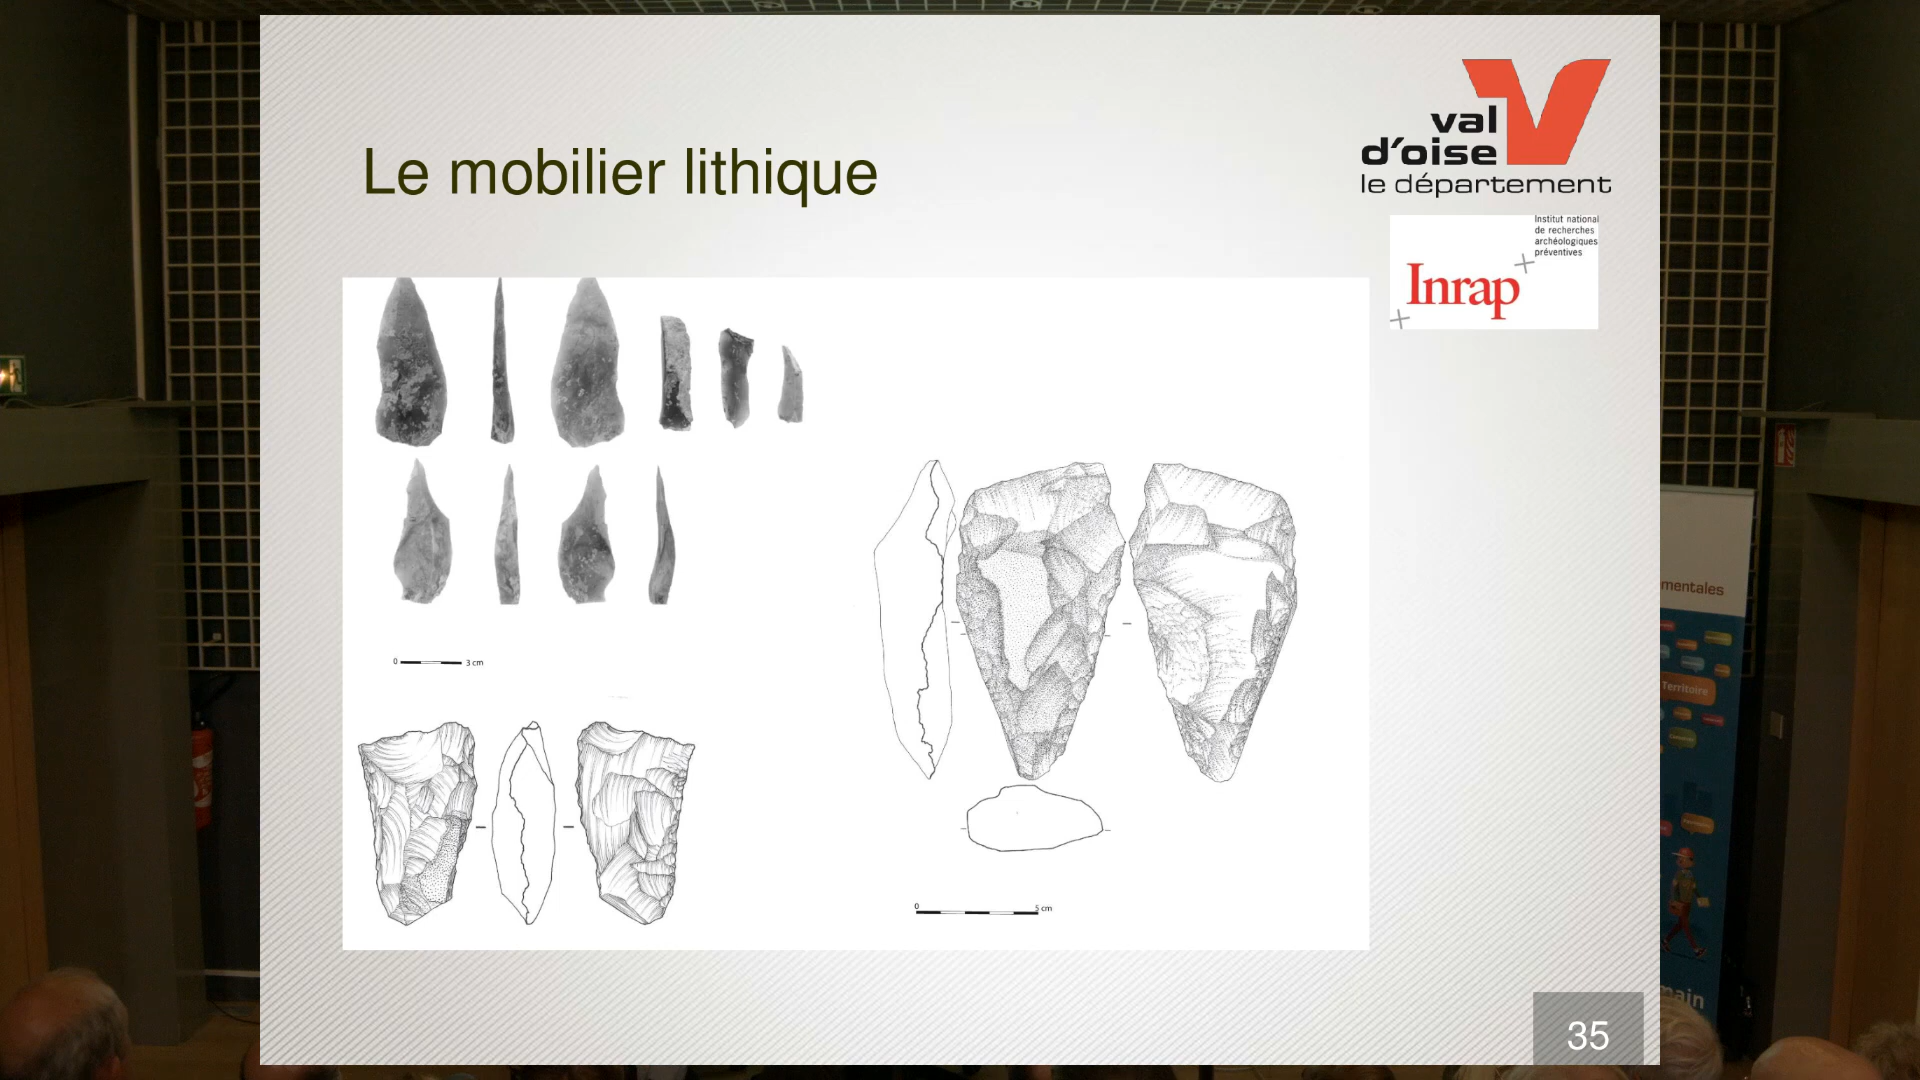 Le mobilier lithique
val
d'oise
le département
Institut national
de recherches
archéologiques
préventives
Inrap
0 3 cm
0 5 cm
35
mentales
Territoire
main